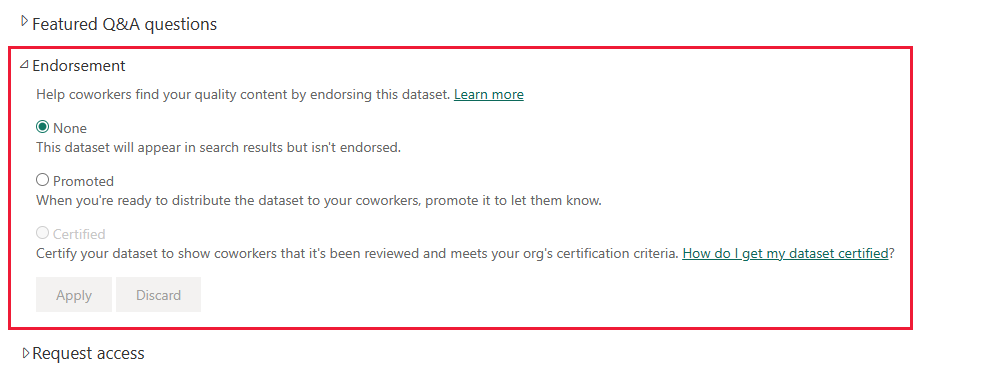 Featured Q&A questions
Endorsement
Help coworkers find your quality content by endorsing this dataset. Learn more
None
This dataset will appear in search results but isn't endorsed.
Promoted
When you're ready to distribute the dataset to your coworkers, promote it to let them know.
Certified
Certify your dataset to show coworkers that it's been reviewed and meets your org's certification criteria. How do I get my dataset certified?
Apply Discard
Request access